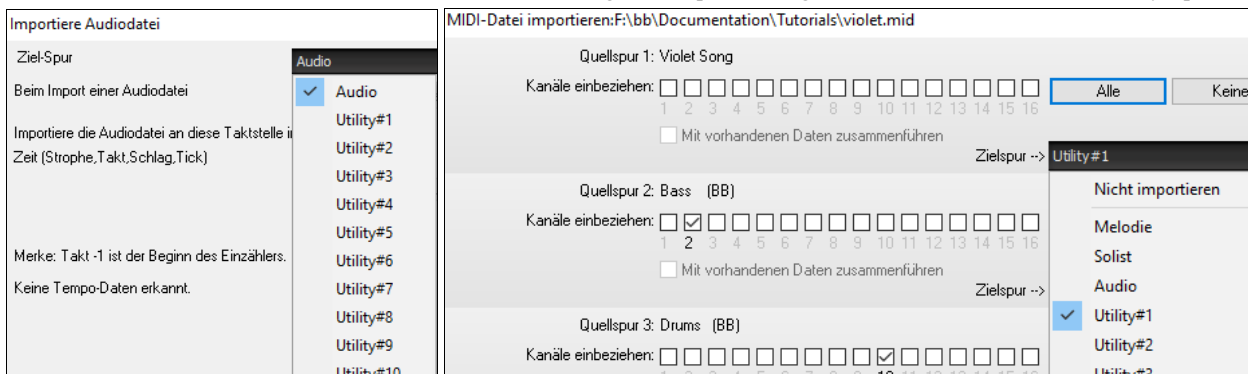 Importiere Audiodatei
Ziel-Spur
Audio
Beim Import einer Audiodatei
Audio
Utility#1
Importiere die Audiodatei an diese Taktstelle i
Utility#2
Zeit (Strophe,Takt,Schlag,Tick)
Utility#3
Utility#4
Utility#5
Merke: Takt -1 ist der Beginn des Einzählers.
Utility#6
Keine Tempo-Daten erkannt.
Utility#7
Utility#8
Utility#9
Utility#10
MIDI-Datei importieren:F:\bb\Documentation\Tutorials\violet.mid
Quellspur 1: Violet Song
Kanäle einbeziehen:
Alle Keine
1 2 3 4 5 6 7 8 9 10 11 12 13 14 15 16
Mit vorhandenen Daten zusammenführen
Zielspur --> Utility#1
Nicht importieren
Quellspur 2: Bass (BB)
Kanäle einbeziehen:
Melodie
1 2 3 4 5 6 7 8 9 10 11 12 13 14 15 16
Solist
Mit vorhandenen Daten zusammenführen
Zielspur -->
Audio
Utility#1
Quellspur 3: Drums (BB)
Utility#2
Kanäle einbeziehen: